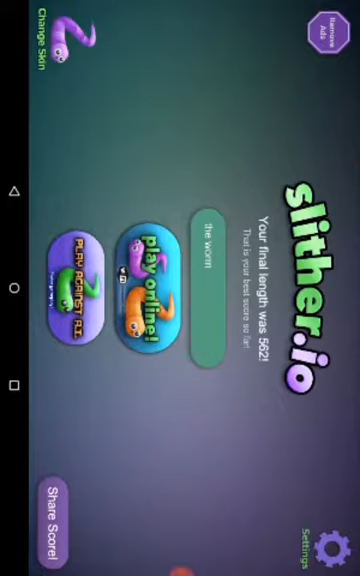 Remove
Ads
slither.io
Settings
Your final length was 562!
That is your best score so far!
the worm
play online!
PLAY AGAINST A.I.
Change Skin
Share Score!